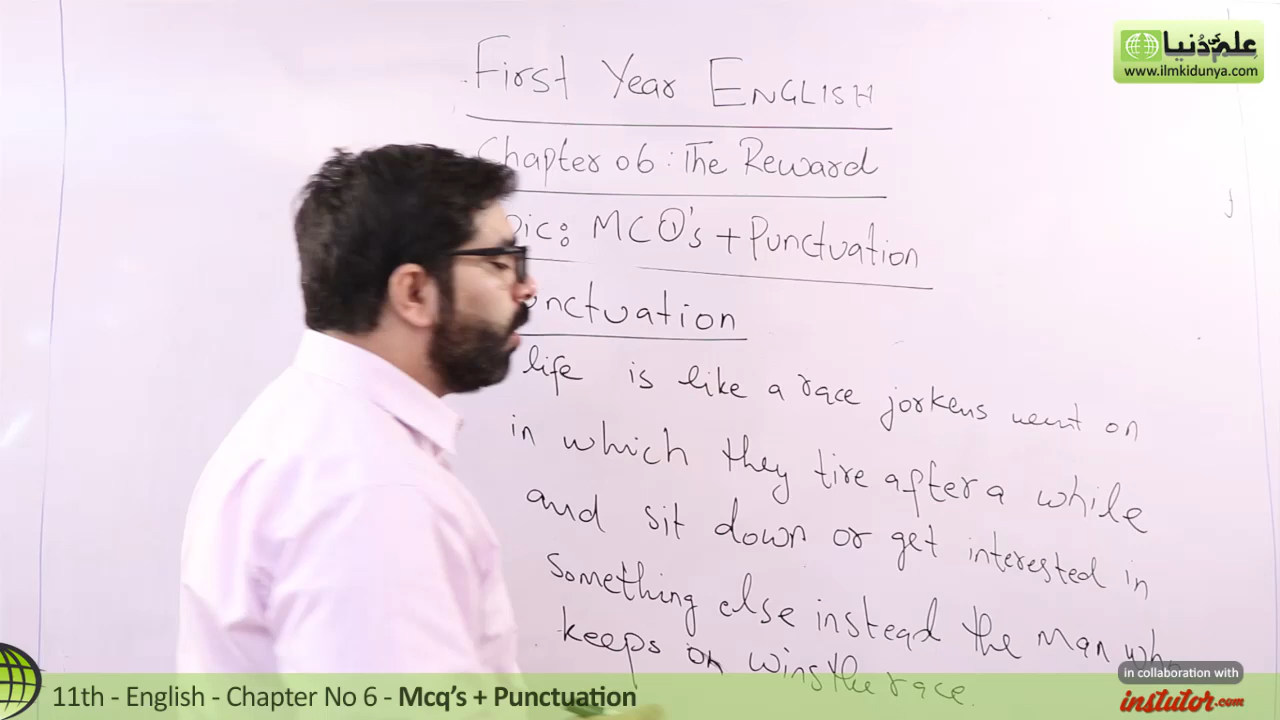 علم کی دُنیا
www.ilmkidunya.com
First Year ENGLISH
Chapter 06: The Reward
pic: MCQ's + Punctuation
unctuation
life is like a race jorkens went on
in which they tire after a while
and sit down or get interested in
something else instead the man who
keeps on wins the race.
in collaboration with
instutor.com
11th - English - Chapter No 6 - Mcq's + Punctuation